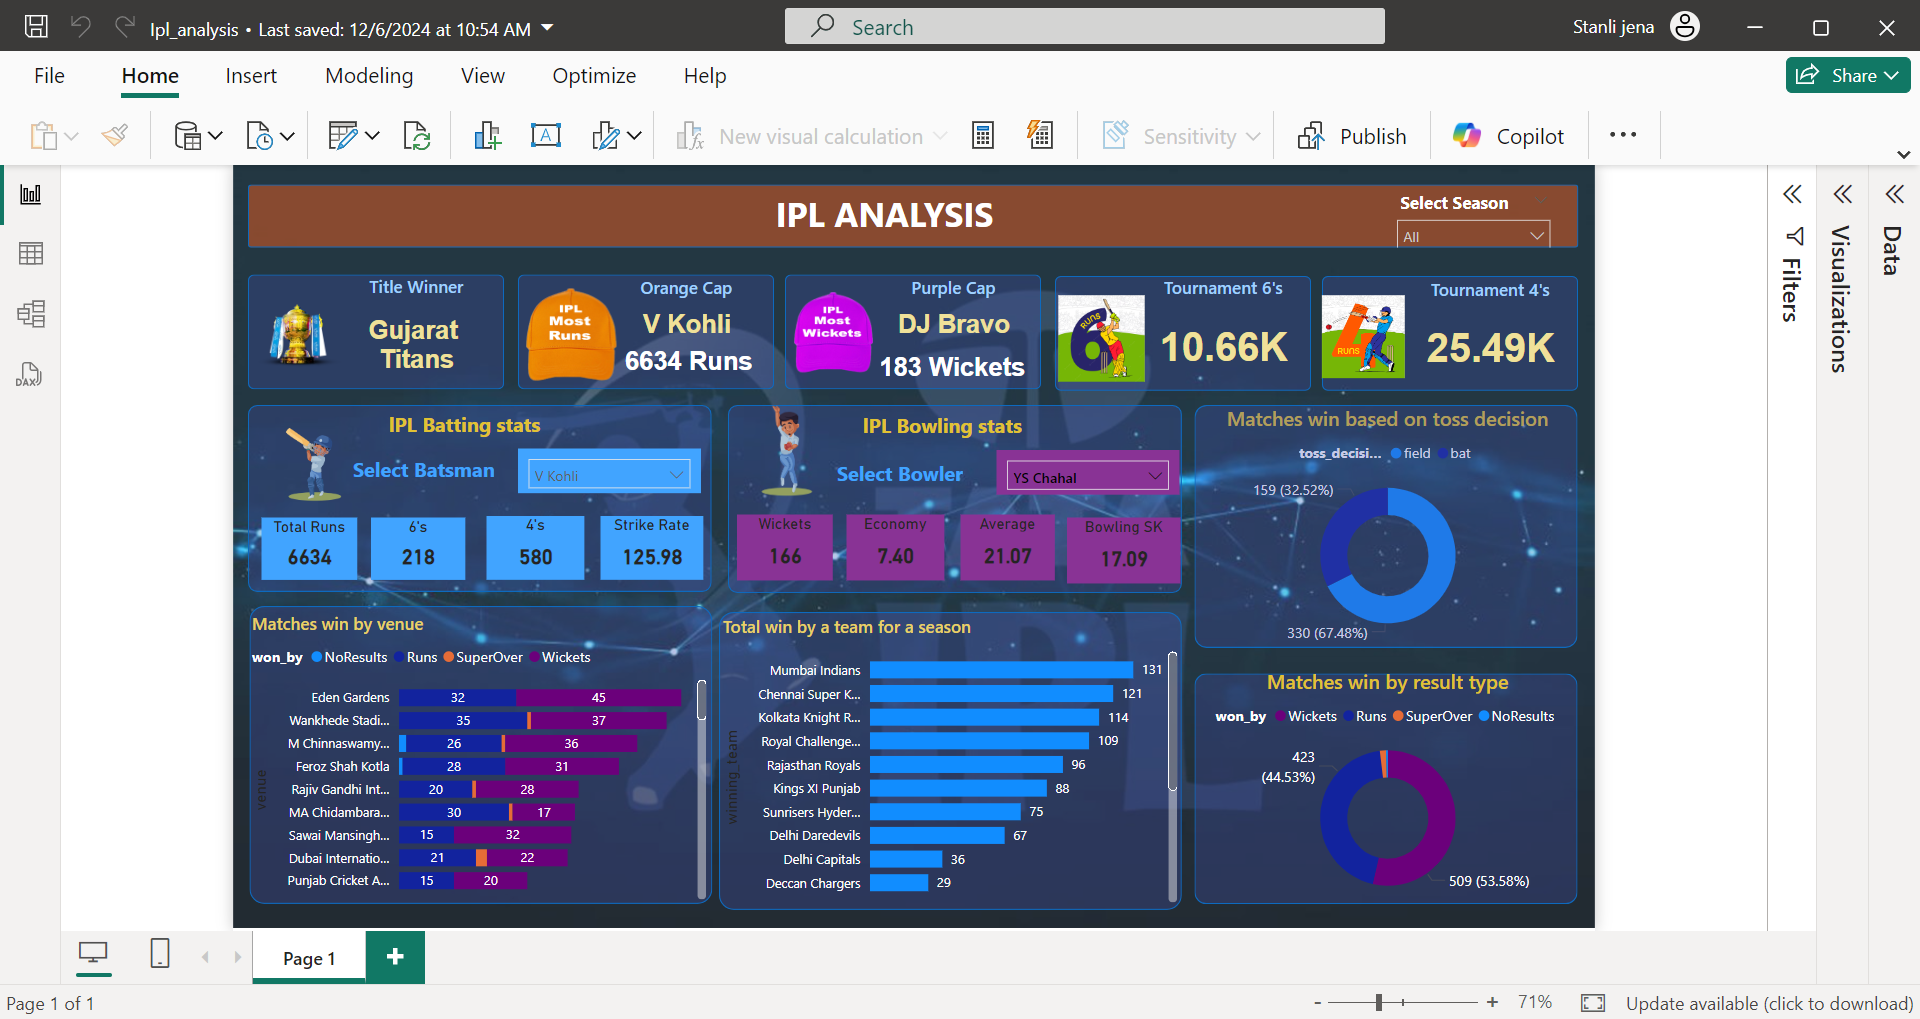 Ipl_analysis • Last saved: 12/6/2024 at 10:54 AM
Search
Stanli jena
File Home Insert Modeling View Optimize Help
Share
New visual calculation
Sensitivity
Publish
Copilot
IPL ANALYSIS
Select Season
All
Title Winner
Gujarat
Titans
IPL
Most
Runs
Orange Cap
V Kohli
6634 Runs
IPL
Most
Wickets
Purple Cap
DJ Bravo
183 Wickets
RUNS
6
Tournament 6's
10.66K
4
RUNS
Tournament 4's
25.49K
IPL Batting stats
Select Batsman
V Kohli
Total Runs
6634
6's
218
4's
580
Strike Rate
125.98
IPL Bowling stats
Select Bowler
YS Chahal
Wickets
166
Economy
7.40
Average
21.07
Bowling SK
17.09
Matches win based on toss decision
toss_decisi... field bat
159 (32.52%)
330 (67.48%)
Matches win by venue
won_by NoResults Runs SuperOver Wickets
venue
Eden Gardens 32 45
Wankhede Stadi... 35 37
M Chinnaswamy... 26 36
Feroz Shah Kotla 28 31
Rajiv Gandhi Int... 20 28
MA Chidambara... 30 17
Sawai Mansingh... 15 32
Dubai Internatio... 21 22
Punjab Cricket A... 15 20
Total win by a team for a season
winning_team
Mumbai Indians 131
Chennai Super K... 121
Kolkata Knight R... 114
Royal Challenge... 109
Rajasthan Royals 96
Kings XI Punjab 88
Sunrisers Hyder... 75
Delhi Daredevils 67
Delhi Capitals 36
Deccan Chargers 29
Matches win by result type
won_by Wickets Runs SuperOver NoResults
423
(44.53%)
509 (53.58%)
Filters
Visualizations
Data
DAX
Page 1
Page 1 of 1
71%
Update available (click to download)